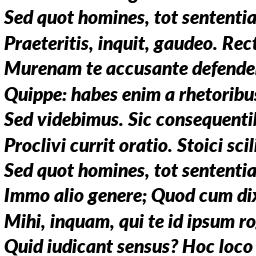 Sed quot homines, tot sententia
Praeteritis, inquit, gaudeo. Rect
Murenam te accusante defende
Quippe: habes enim a rhetoribus
Sed videbimus. Sic consequentil
Proclivi currit oratio. Stoici scil
Sed quot homines, tot sententia
Immo alio genere; Quod cum dix
Mihi, inquam, qui te id ipsum ro
Quid iudicant sensus? Hoc loco